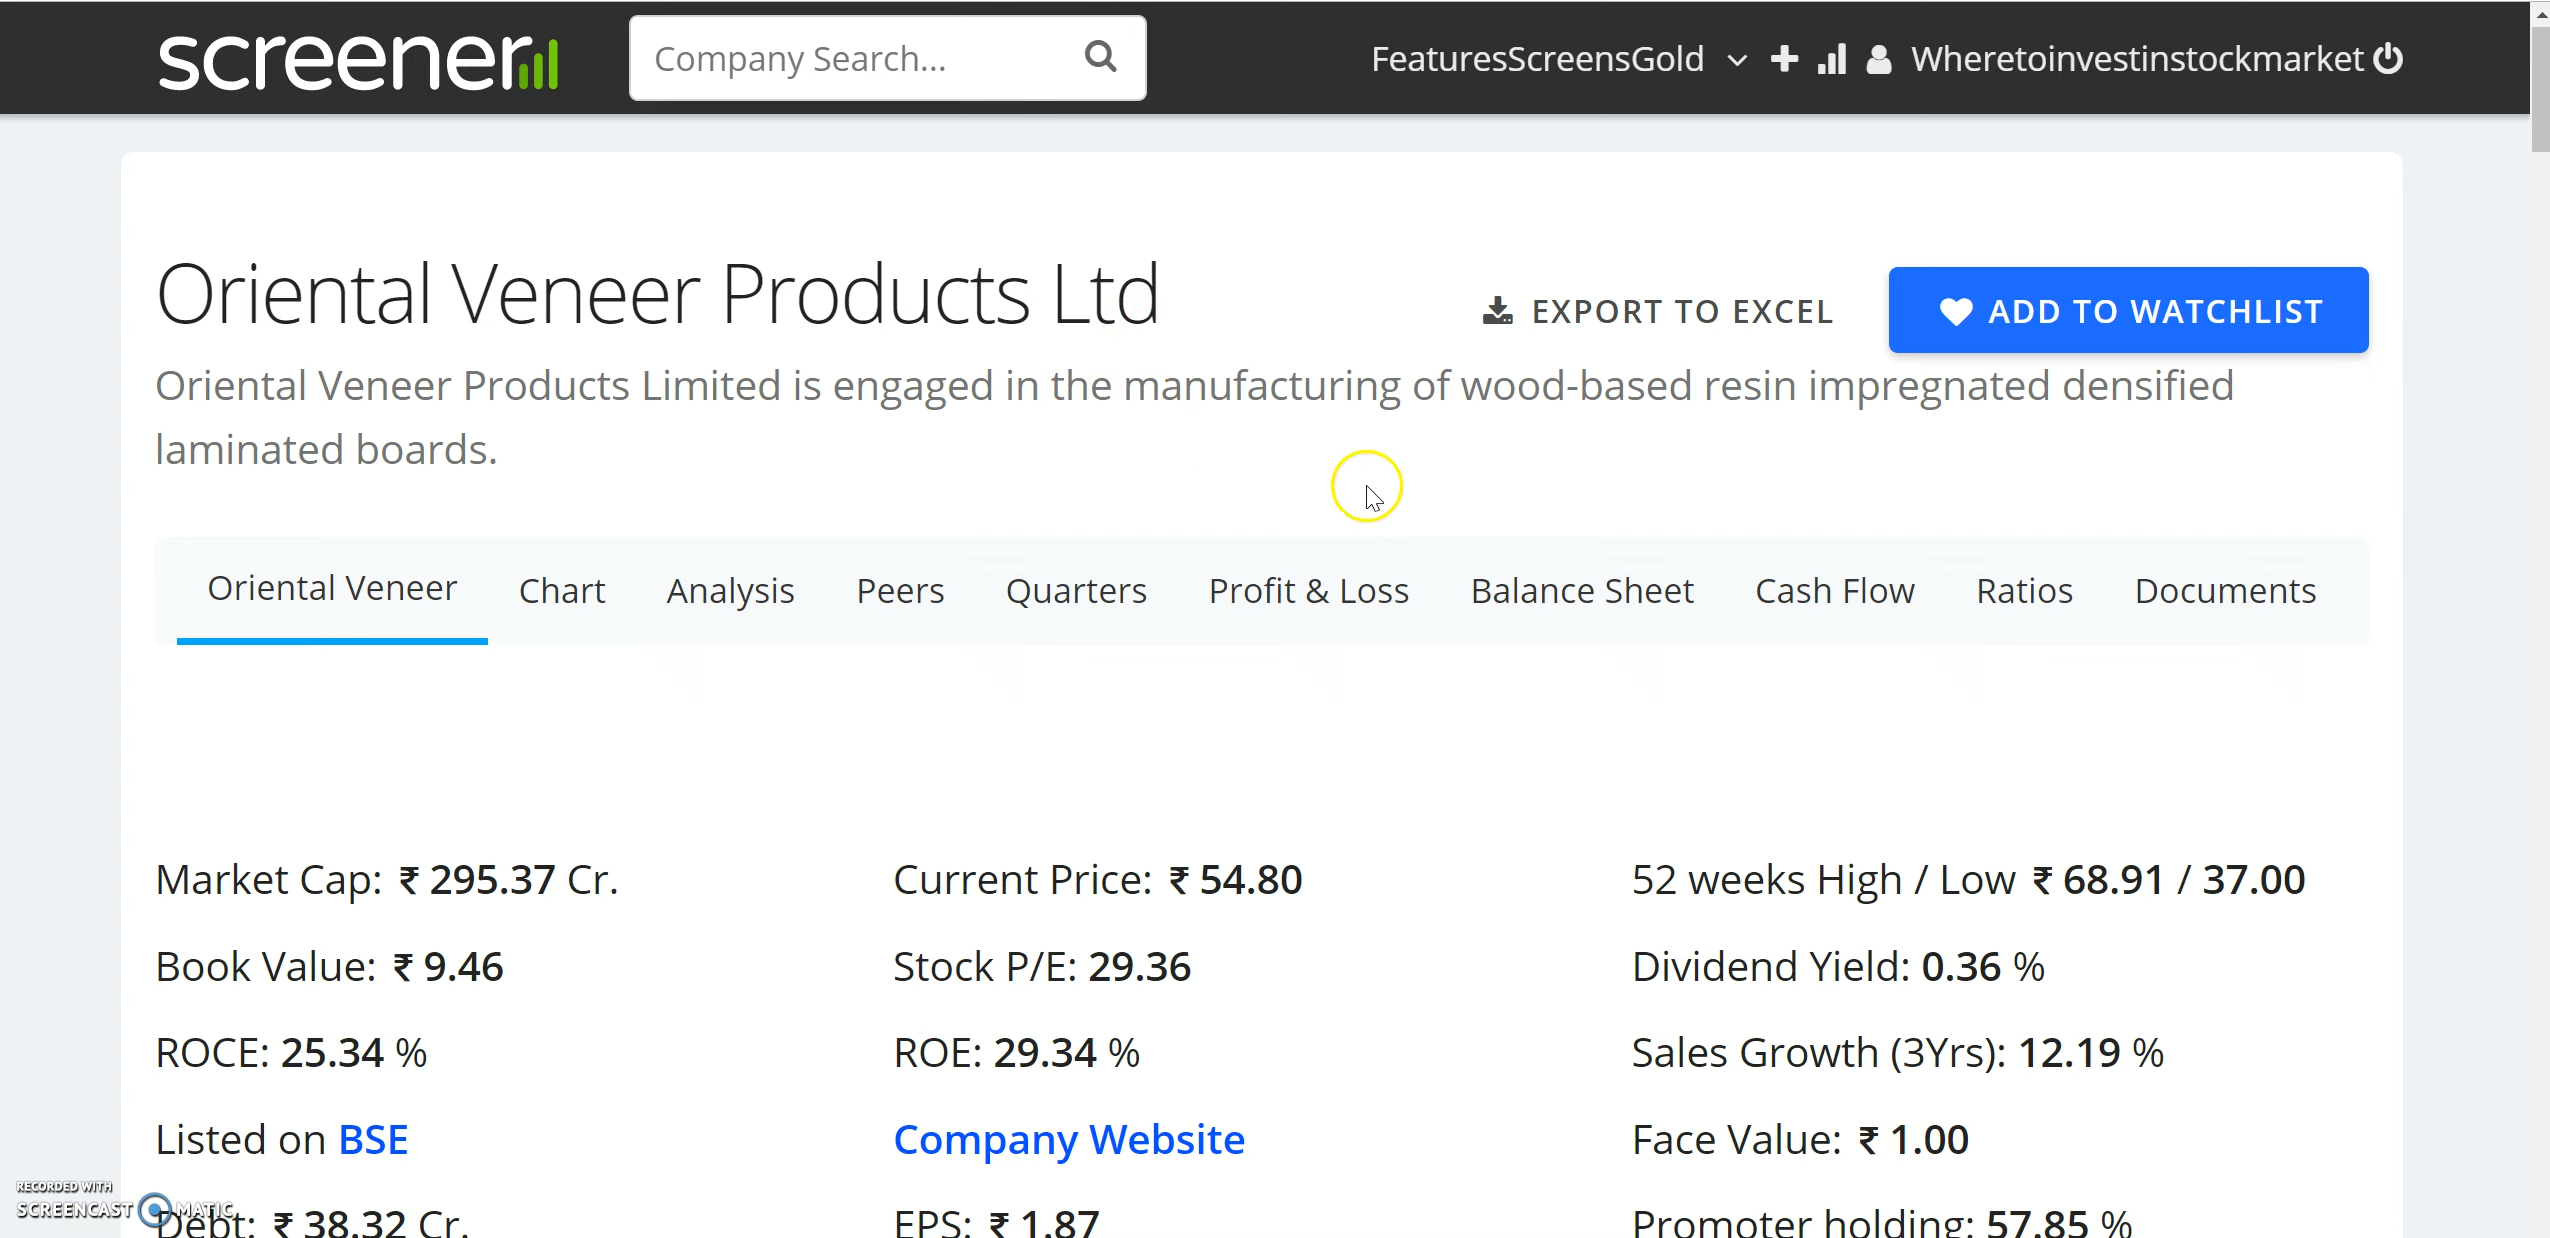 screener
Company Search...
FeaturesScreensGold
Wheretoinvestinstockmarket
Oriental Veneer Products Ltd
EXPORT TO EXCEL
ADD TO WATCHLIST
Oriental Veneer Products Limited is engaged in the manufacturing of wood-based resin impregnated densified
laminated boards.
Oriental Veneer Chart Analysis Peers Quarters Profit & Loss Balance Sheet Cash Flow Ratios Documents
Market Cap: ₹ 295.37 Cr.
Current Price: ₹ 54.80
52 weeks High / Low ₹ 68.91 / 37.00
Book Value: ₹ 9.46
Stock P/E: 29.36
Dividend Yield: 0.36 %
ROCE: 25.34 %
ROE: 29.34 %
Sales Growth (3Yrs): 12.19 %
Listed on BSE
Company Website
Face Value: ₹ 1.00
Debt: ₹ 38.32 Cr.
EPS: ₹ 1.87
Promoter holding: 57.85 %
RECORDED WITH
SCREENCAST MATIC